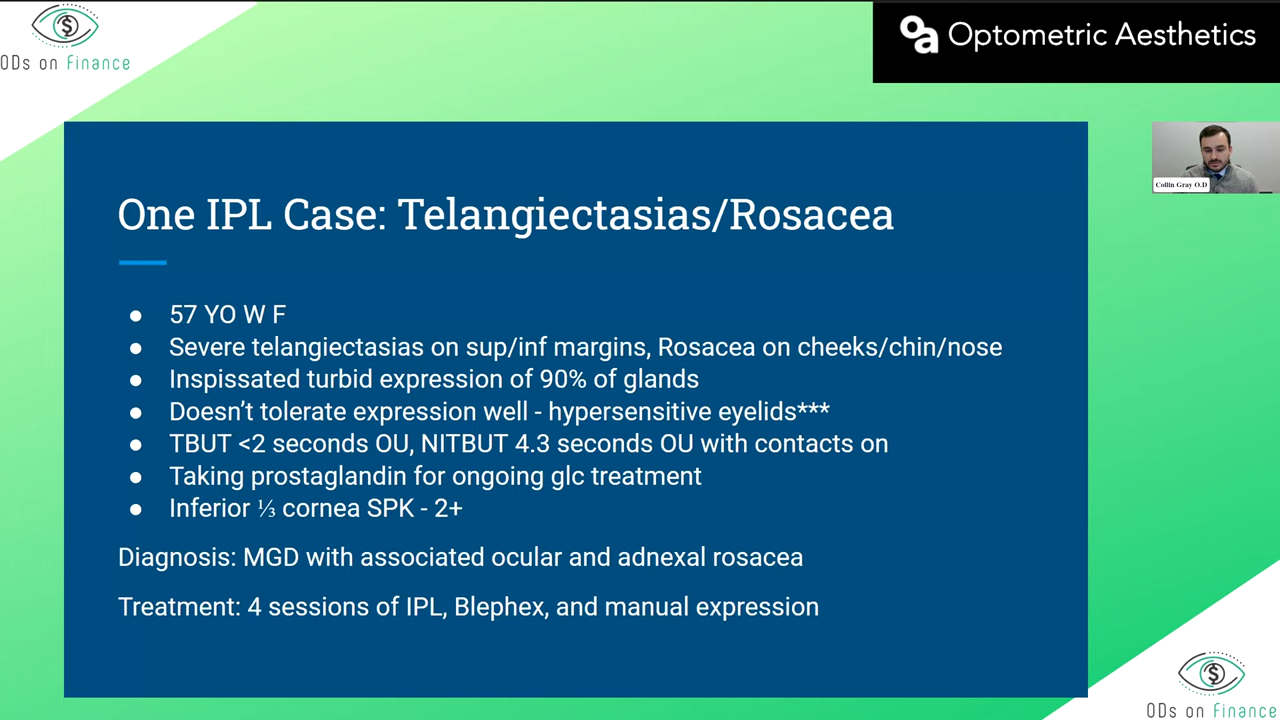 ODs on Finance
Optometric Aesthetics
Collin Gray O.D
One IPL Case: Telangiectasias/Rosacea
● 57 YO W F
● Severe telangiectasias on sup/inf margins, Rosacea on cheeks/chin/nose
● Inspissated turbid expression of 90% of glands
● Doesn’t tolerate expression well - hypersensitive eyelids***
● TBUT <2 seconds OU, NITBUT 4.3 seconds OU with contacts on
● Taking prostaglandin for ongoing glc treatment
● Inferior ⅓ cornea SPK - 2+
Diagnosis: MGD with associated ocular and adnexal rosacea
Treatment: 4 sessions of IPL, Blephex, and manual expression
ODs on Finance